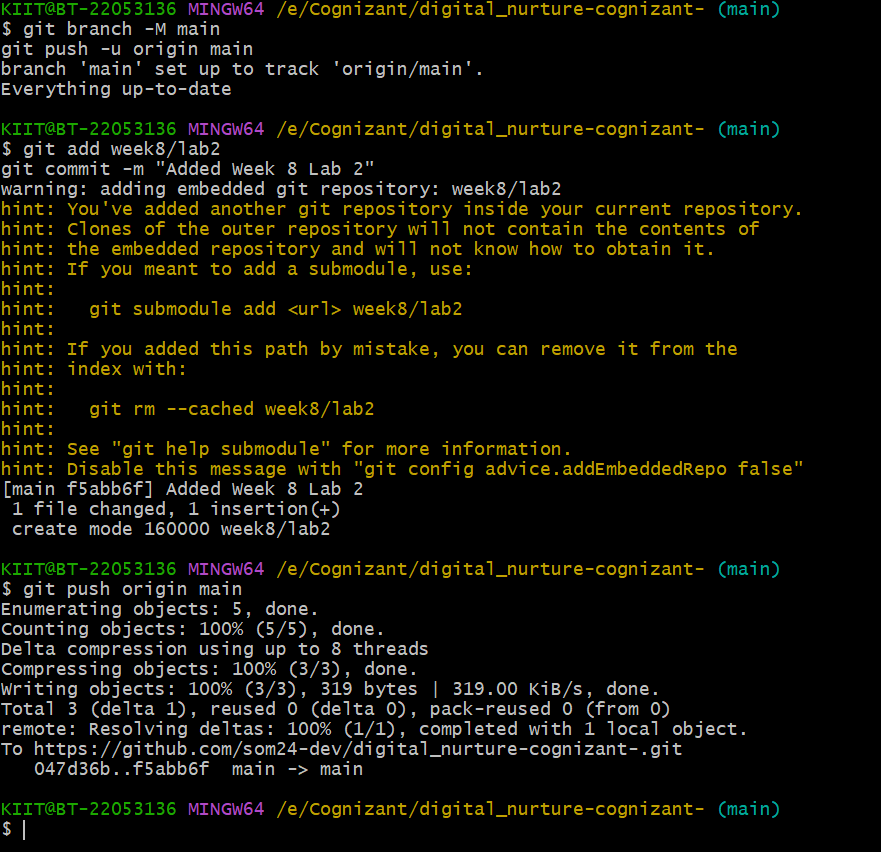 KIIT@BT-22053136 MINGW64 /e/Cognizant/digital_nurture-cognizant- (main)
$ git branch -M main
git push -u origin main
branch 'main' set up to track 'origin/main'.
Everything up-to-date

KIIT@BT-22053136 MINGW64 /e/Cognizant/digital_nurture-cognizant- (main)
$ git add week8/lab2
git commit -m "Added Week 8 Lab 2"
warning: adding embedded git repository: week8/lab2
hint: You've added another git repository inside your current repository.
hint: Clones of the outer repository will not contain the contents of
hint: the embedded repository and will not know how to obtain it.
hint: If you meant to add a submodule, use:
hint:
hint:   git submodule add <url> week8/lab2
hint:
hint: If you added this path by mistake, you can remove it from the
hint: index with:
hint:
hint:   git rm --cached week8/lab2
hint:
hint: See "git help submodule" for more information.
hint: Disable this message with "git config advice.addEmbeddedRepo false"
[main f5abb6f] Added Week 8 Lab 2
 1 file changed, 1 insertion(+)
 create mode 160000 week8/lab2

KIIT@BT-22053136 MINGW64 /e/Cognizant/digital_nurture-cognizant- (main)
$ git push origin main
Enumerating objects: 5, done.
Counting objects: 100% (5/5), done.
Delta compression using up to 8 threads
Compressing objects: 100% (3/3), done.
Writing objects: 100% (3/3), 319 bytes | 319.00 KiB/s, done.
Total 3 (delta 1), reused 0 (delta 0), pack-reused 0 (from 0)
remote: Resolving deltas: 100% (1/1), completed with 1 local object.
To https://github.com/som24-dev/digital_nurture-cognizant-.git
   047d36b..f5abb6f  main -> main

KIIT@BT-22053136 MINGW64 /e/Cognizant/digital_nurture-cognizant- (main)
$